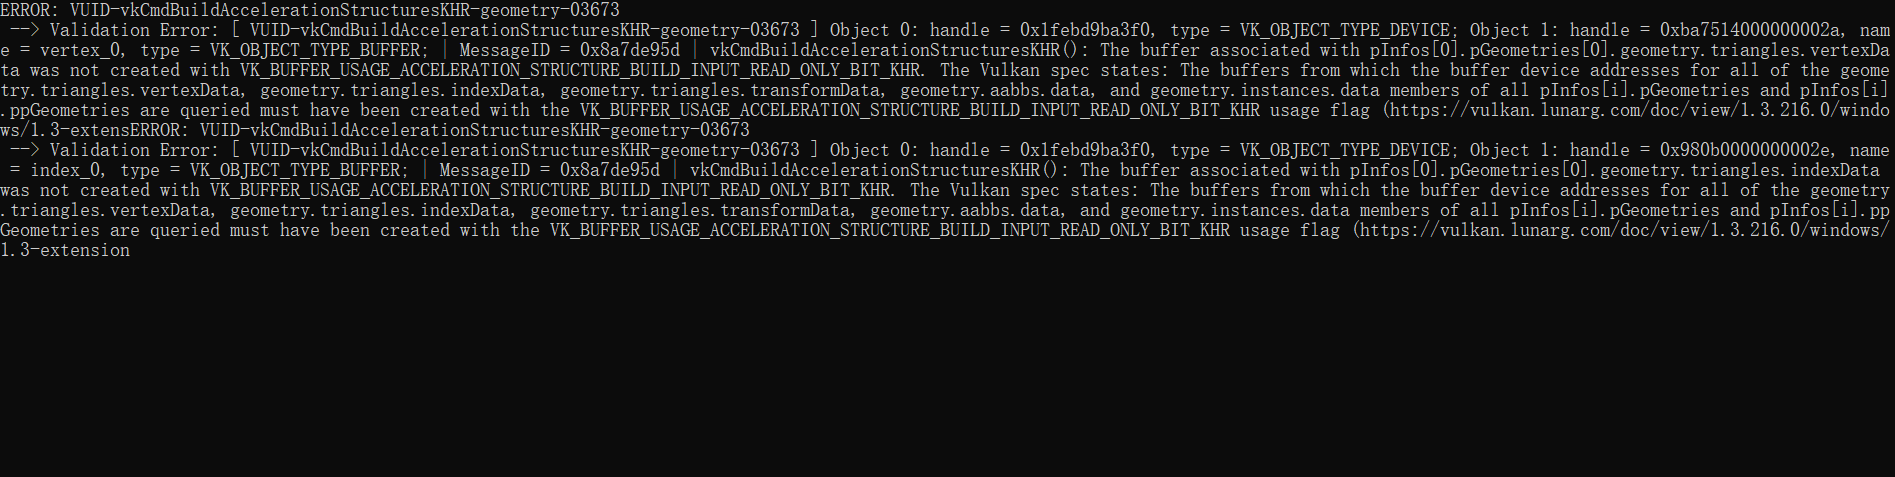 ERROR: VUID-vkCmdBuildAccelerationStructuresKHR-geometry-03673
--> Validation Error: [ VUID-vkCmdBuildAccelerationStructuresKHR-geometry-03673 ] Object 0: handle = 0x1febd9ba3f0, type = VK_OBJECT_TYPE_DEVICE; Object 1: handle = 0xba7514000000002a, nam
e = vertex_0, type = VK_OBJECT_TYPE_BUFFER; | MessageID = 0x8a7de95d | vkCmdBuildAccelerationStructuresKHR(): The buffer associated with pInfos[0].pGeometries[0].geometry.triangles.vertexDa
ta was not created with VK_BUFFER_USAGE_ACCELERATION_STRUCTURE_BUILD_INPUT_READ_ONLY_BIT_KHR. The Vulkan spec states: The buffers from which the buffer device addresses for all of the geome
try.triangles.vertexData, geometry.triangles.indexData, geometry.triangles.transformData, geometry.aabbs.data, and geometry.instances.data members of all pInfos[i].pGeometries and pInfos[i]
.ppGeometries are queried must have been created with the VK_BUFFER_USAGE_ACCELERATION_STRUCTURE_BUILD_INPUT_READ_ONLY_BIT_KHR usage flag (https://vulkan.lunarg.com/doc/view/1.3.216.0/windo
ws/1.3-extensERROR: VUID-vkCmdBuildAccelerationStructuresKHR-geometry-03673
--> Validation Error: [ VUID-vkCmdBuildAccelerationStructuresKHR-geometry-03673 ] Object 0: handle = 0x1febd9ba3f0, type = VK_OBJECT_TYPE_DEVICE; Object 1: handle = 0x980b0000000002e, name
= index_0, type = VK_OBJECT_TYPE_BUFFER; | MessageID = 0x8a7de95d | vkCmdBuildAccelerationStructuresKHR(): The buffer associated with pInfos[0].pGeometries[0].geometry.triangles.indexData
was not created with VK_BUFFER_USAGE_ACCELERATION_STRUCTURE_BUILD_INPUT_READ_ONLY_BIT_KHR. The Vulkan spec states: The buffers from which the buffer device addresses for all of the geometry
.triangles.vertexData, geometry.triangles.indexData, geometry.triangles.transformData, geometry.aabbs.data, and geometry.instances.data members of all pInfos[i].pGeometries and pInfos[i].pp
Geometries are queried must have been created with the VK_BUFFER_USAGE_ACCELERATION_STRUCTURE_BUILD_INPUT_READ_ONLY_BIT_KHR usage flag (https://vulkan.lunarg.com/doc/view/1.3.216.0/windows/
1.3-extension